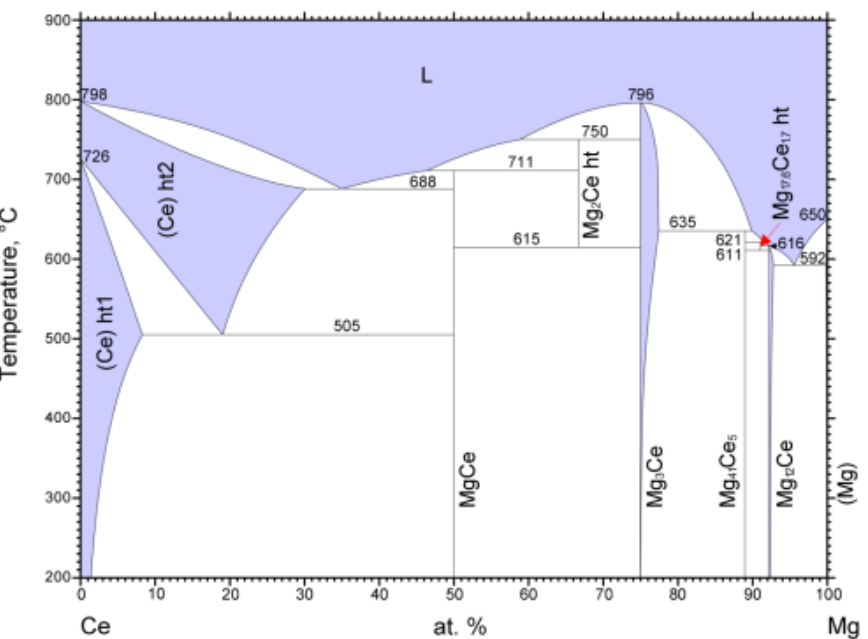 Temperature, °C
900
800
700
600
500
400
300
200
L
798
796
750
726
711
688
650
635
621
616
615
611
592
505
(Ce) ht1
(Ce) ht2
Mg₂Ce ht
Mg₁₇.₆Ce₁.₇ ht
MgCe
Mg₃Ce
Mg₄₁Ce₅
Mg₁₂Ce
(Mg)
0 10 20 30 40 50 60 70 80 90 100
Ce at. % Mg